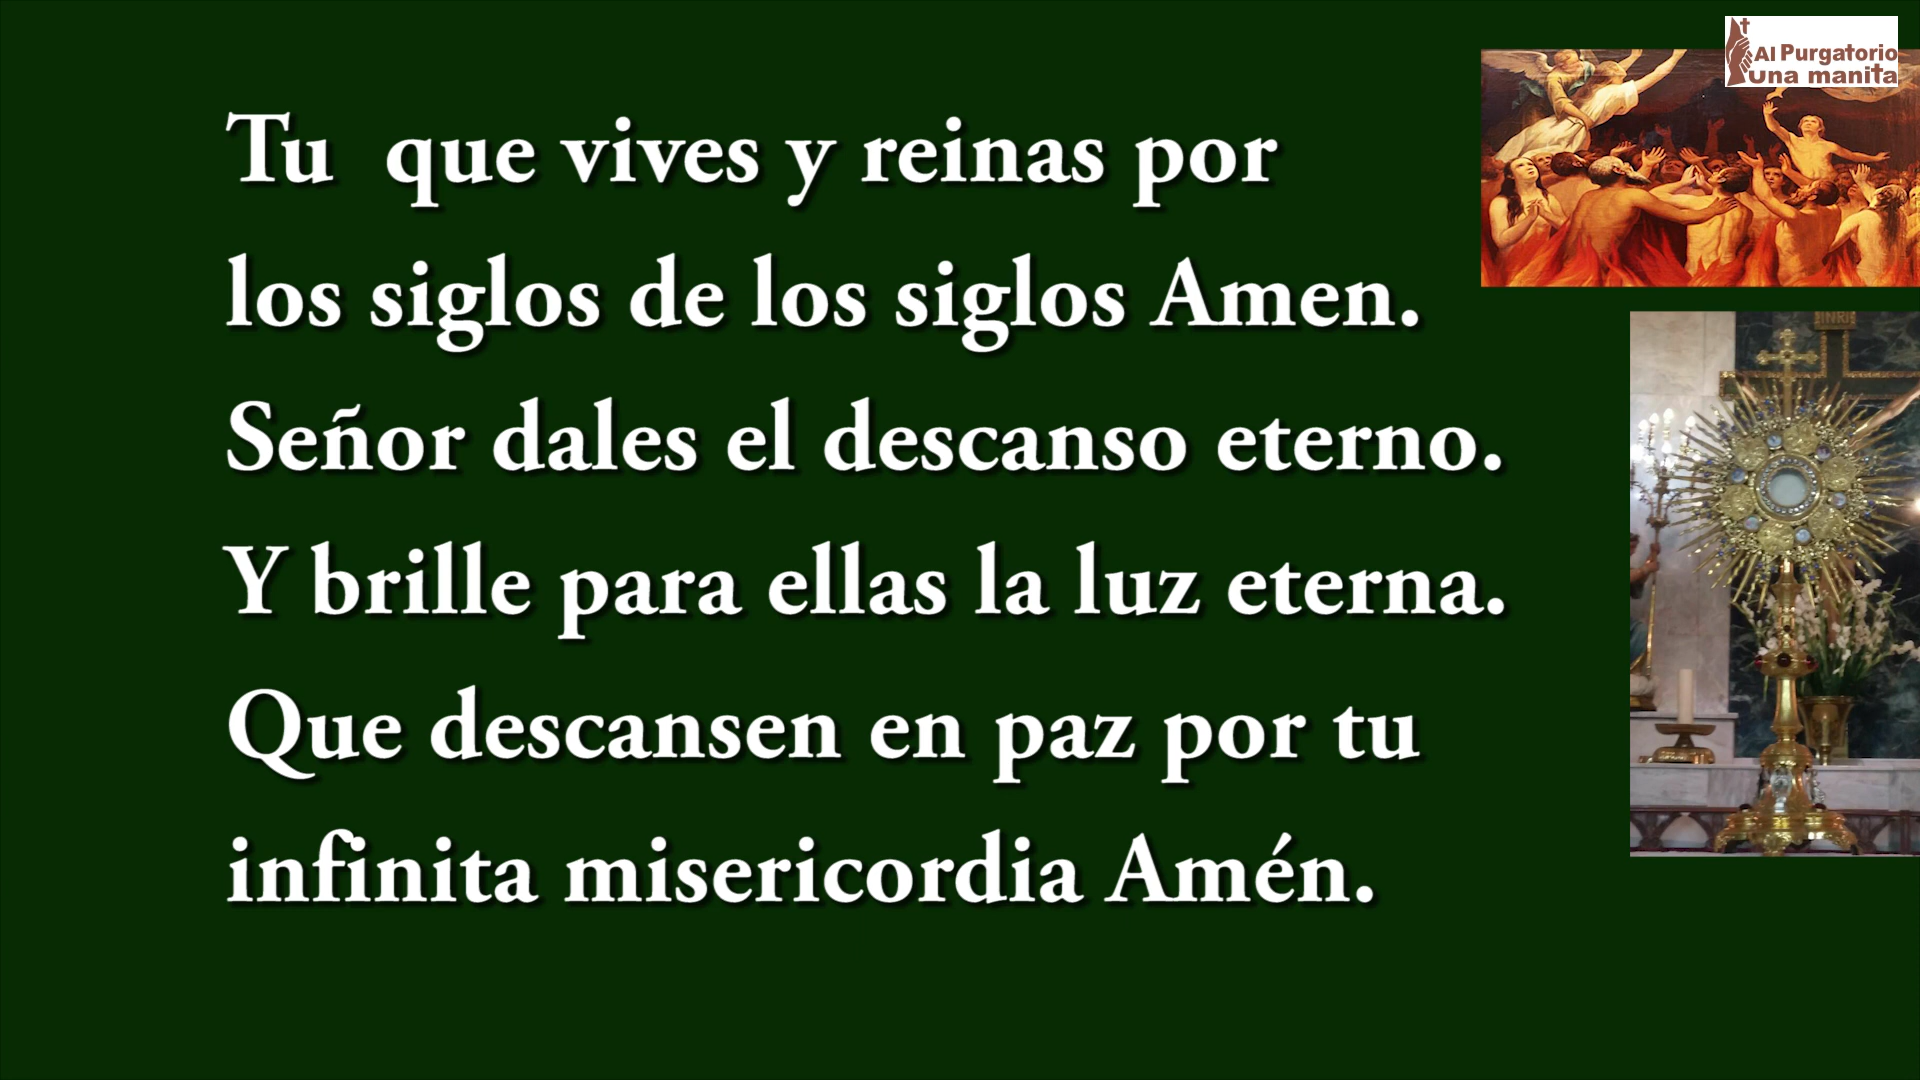 Al Purgatorio
una manita
Tu que vives y reinas por
los siglos de los siglos Amen.
Señor dales el descanso eterno.
Y brille para ellas la luz eterna.
Que descansen en paz por tu
infinita misericordia Amén.
INRI